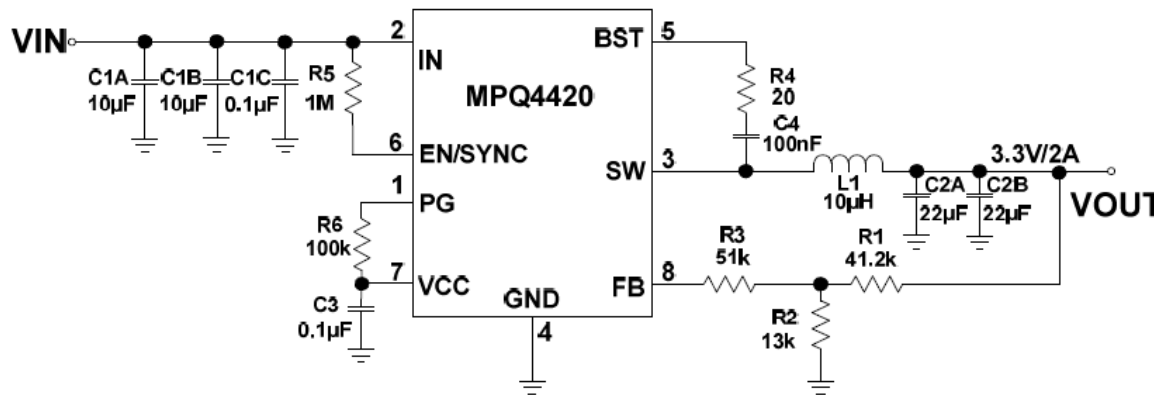 VIN
C1A
10µF
C1B
10µF
C1C
0.1µF
R5
1M
2
IN
6
EN/SYNC
1
PG
R6
100k
7
VCC
C3
0.1µF
MPQ4420
GND
4
BST
5
R4
20
C4
100nF
SW
3
L1
10µH
C2A
22µF
C2B
22µF
3.3V/2A
VOUT
FB
8
R3
51k
R1
41.2k
R2
13k